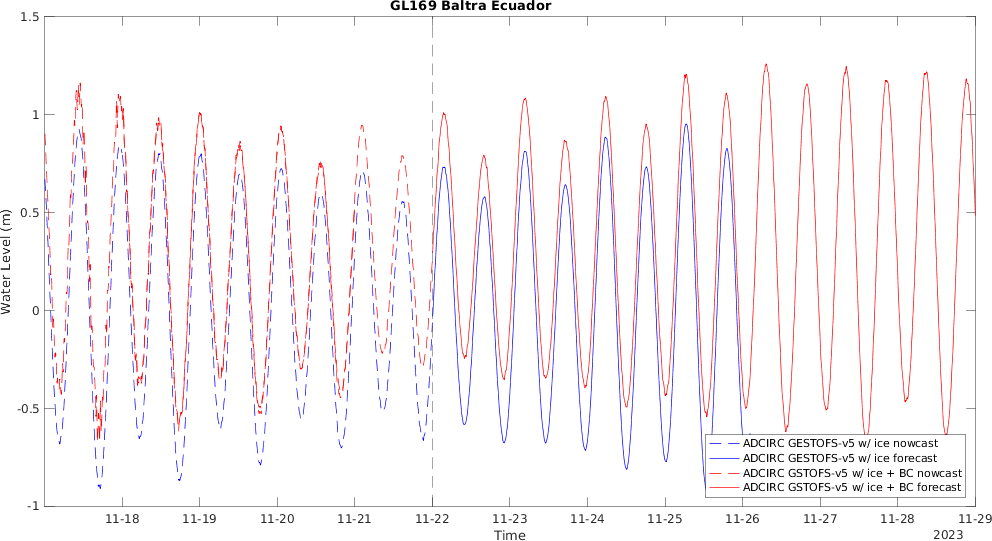 GL169 Baltra Ecuador
Water Level (m)
1.5
1
0.5
0
-0.5
-1
11-18 11-19 11-20 11-21 11-22 11-23 11-24 11-25 11-26 11-27 11-28 11-29
Time
2023
ADCIRC GESTOFS-v5 w/ ice nowcast
ADCIRC GESTOFS-v5 w/ ice forecast
ADCIRC GSTOFS-v5 w/ ice + BC nowcast
ADCIRC GSTOFS-v5 w/ ice + BC forecast